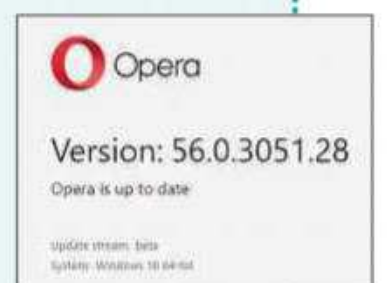 Opera
Version: 56.0.3051.28
Opera is up to date
Update stream: beta
System: Windows 10 64-bit